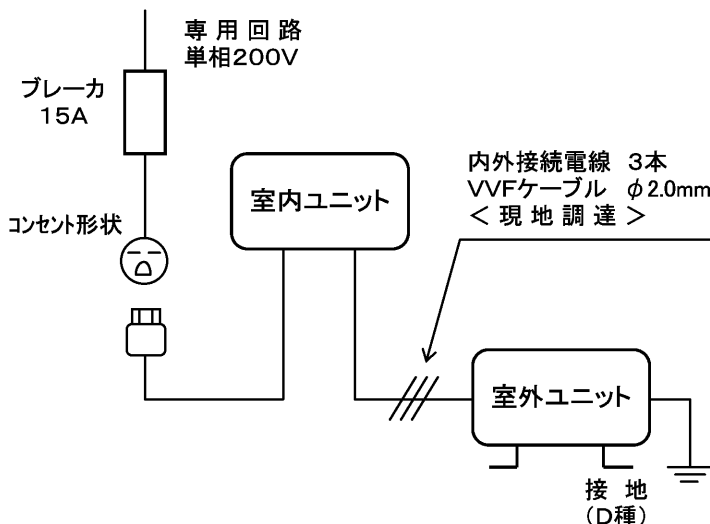 専用回路
単相200V
ブレーカ
15A
コンセント形状
室内ユニット
内外接続電線 3本
VVFケーブル φ2.0mm
<現地調達>
室外ユニット
接地
(D種)